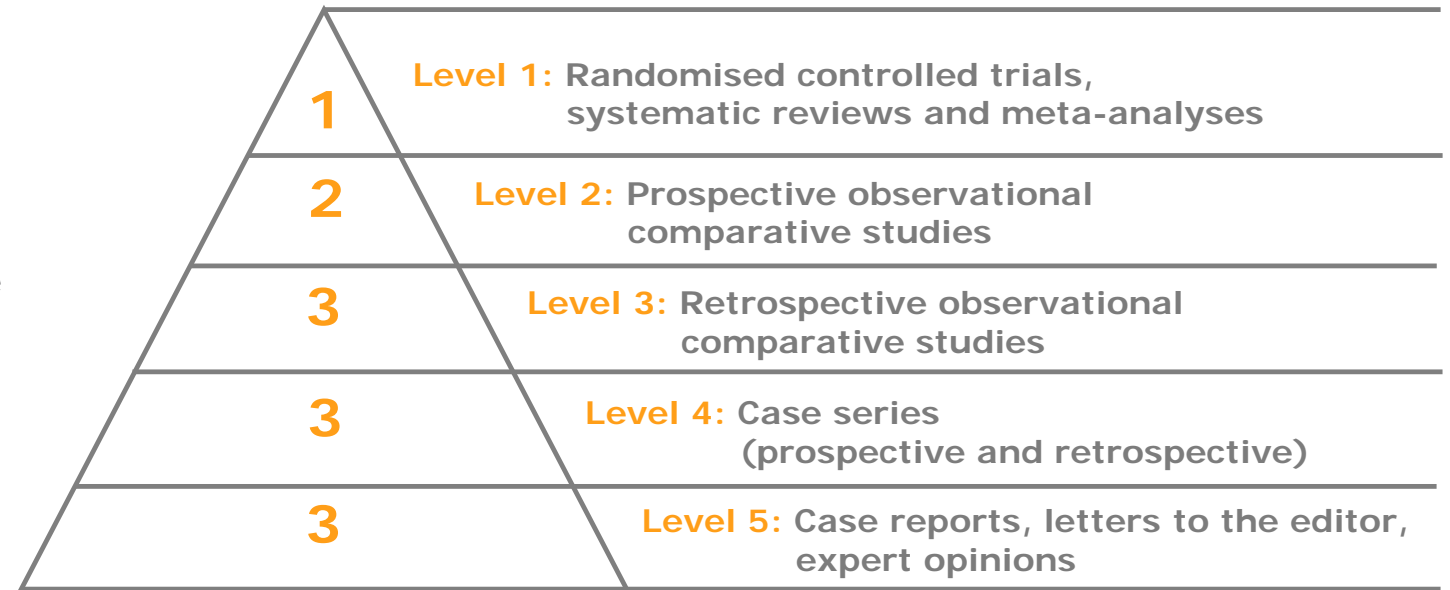 1
Level 1: Randomised controlled trials,
systematic reviews and meta-analyses
2
Level 2: Prospective observational
comparative studies
3
Level 3: Retrospective observational
comparative studies
3
Level 4: Case series
(prospective and retrospective)
3
Level 5: Case reports, letters to the editor,
expert opinions